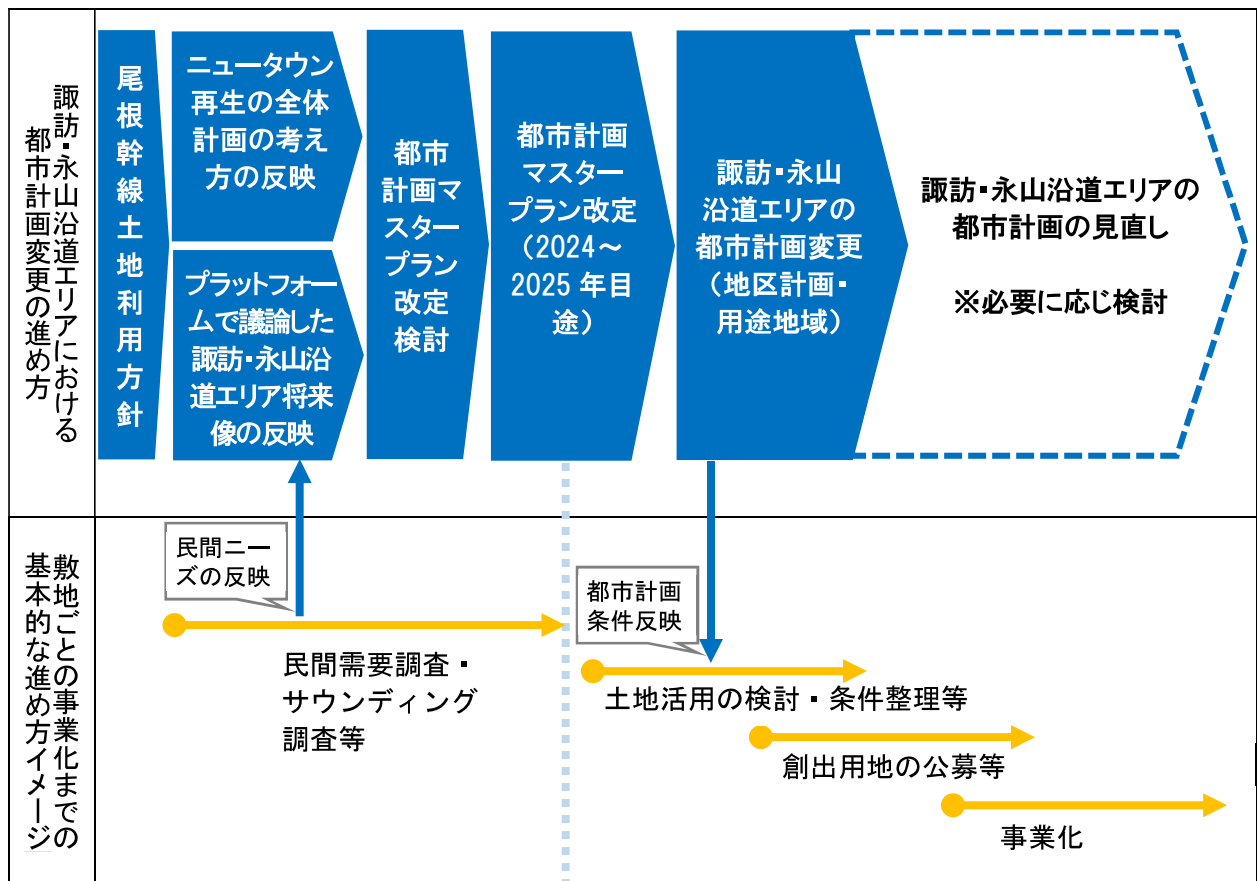 諏訪・永山沿道エリアにおける
都市計画変更の進め方
尾根幹線土地利用方針
ニュータウン
再生の全体
計画の考え
方の反映
プラットフォー
ムで議論した
諏訪・永山沿
道エリア将来
像の反映
都市
計画マ
スター
プラン
改定
検討
都市計画
マスター
プラン改定
（2024～
2025 年目
途）
諏訪・永山
沿道エリアの
都市計画変更
（地区計画・
用途地域）
諏訪・永山沿道エリアの
都市計画の見直し
※必要に応じ検討
敷地ごとの事業化までの
基本的な進め方イメージ
民間ニー
ズの反映
都市計画
条件反映
民間需要調査・
サウンディング
調査等
土地活用の検討・条件整理等
創出用地の公募等
事業化